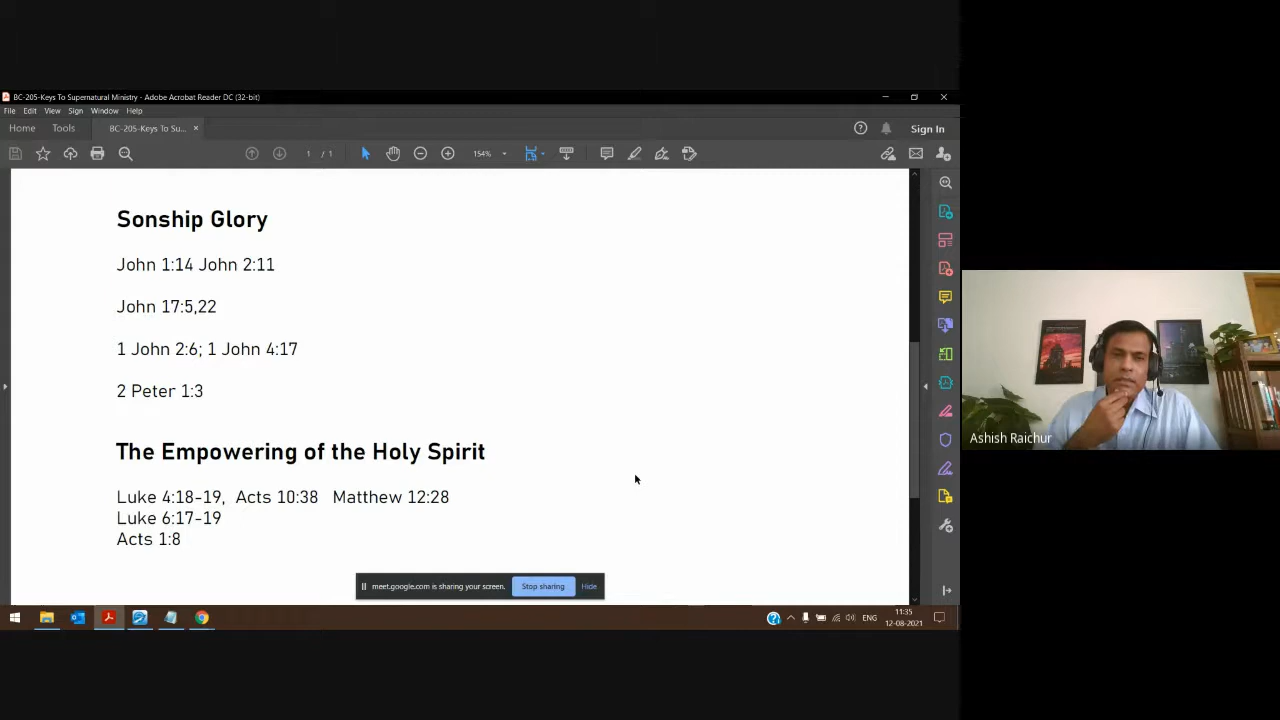 BC-205-Keys To Supernatural Ministry - Adobe Acrobat Reader DC (32-bit)
File Edit View Sign Window Help
Home Tools BC-205-Keys To Su... × Sign In
1 / 1 154%
Sonship Glory
John 1:14 John 2:11
John 17:5,22
1 John 2:6; 1 John 4:17
2 Peter 1:3
The Empowering of the Holy Spirit
Luke 4:18-19, Acts 10:38 Matthew 12:28
Luke 6:17-19
Acts 1:8
meet.google.com is sharing your screen. Stop sharing Hide
ENG 11:35
12-08-2021
Ashish Raichur